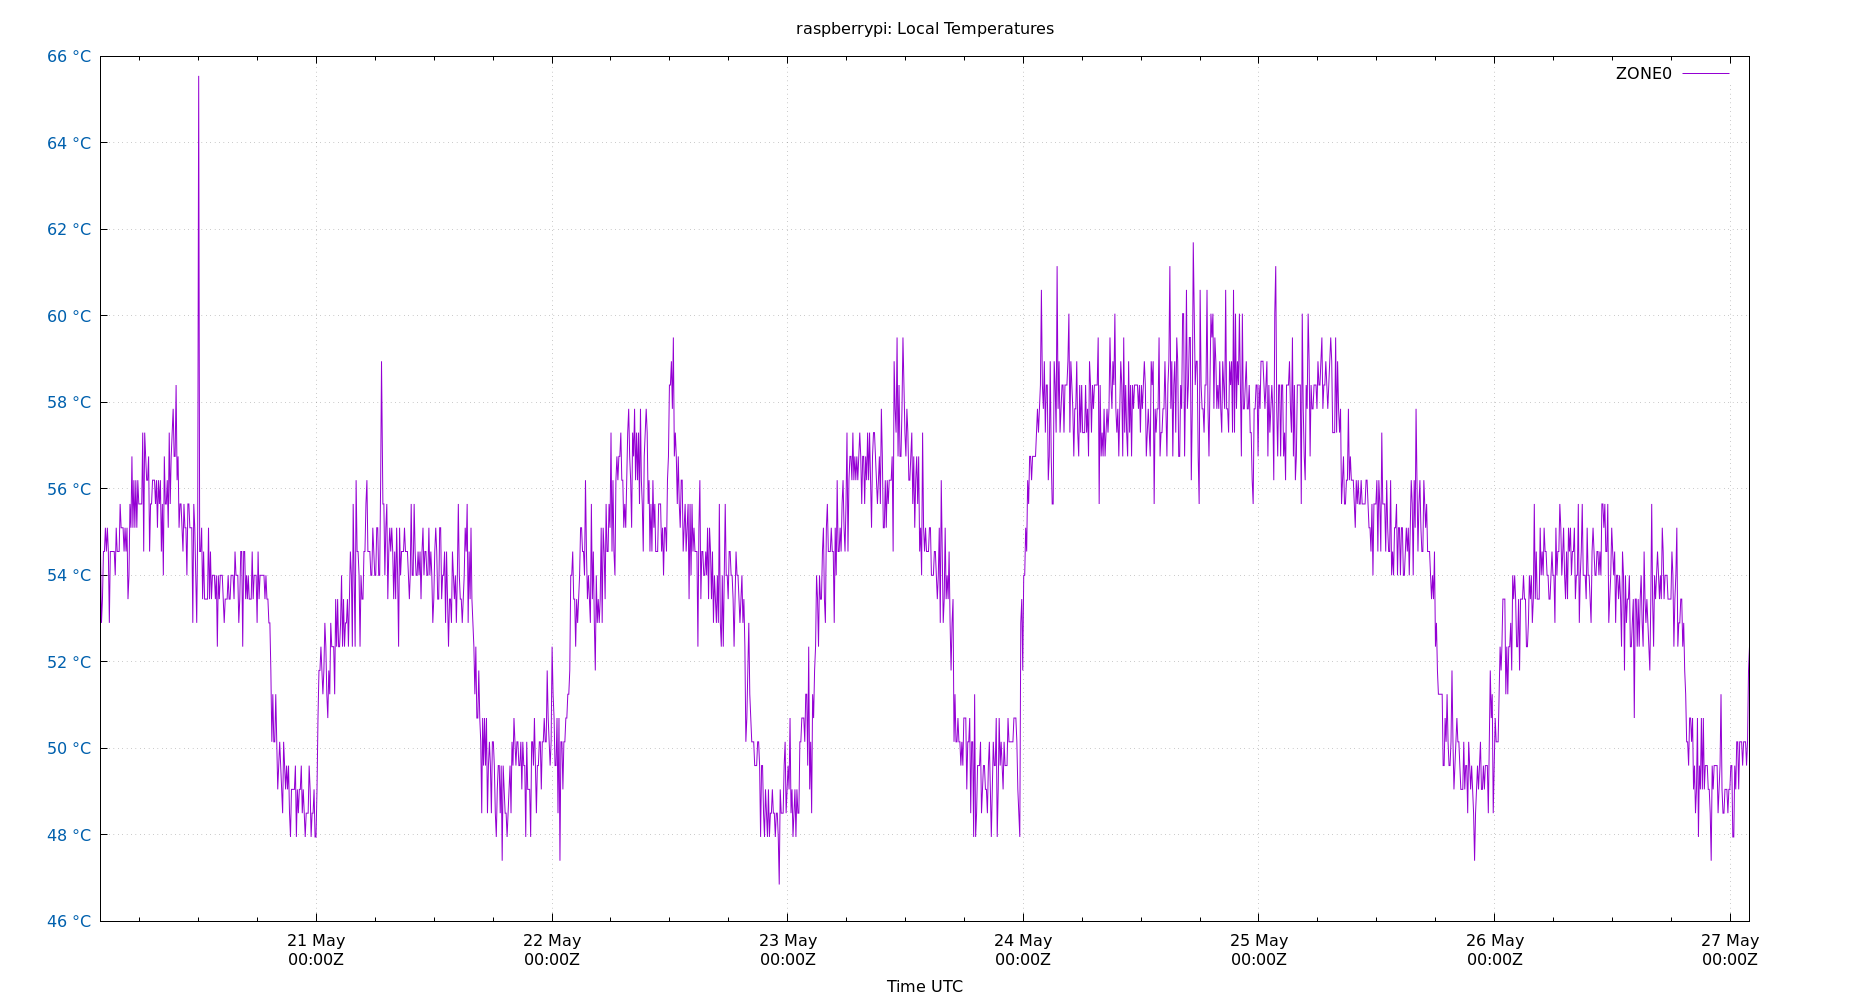 raspberrypi: Local Temperatures
66 °C
ZONE0
64 °C
62 °C
60 °C
58 °C
56 °C
54 °C
52 °C
50 °C
48 °C
46 °C
21 May 22 May 23 May 24 May 25 May 26 May 27 May
00:00Z 00:00Z 00:00Z 00:00Z 00:00Z 00:00Z 00:00Z
Time UTC